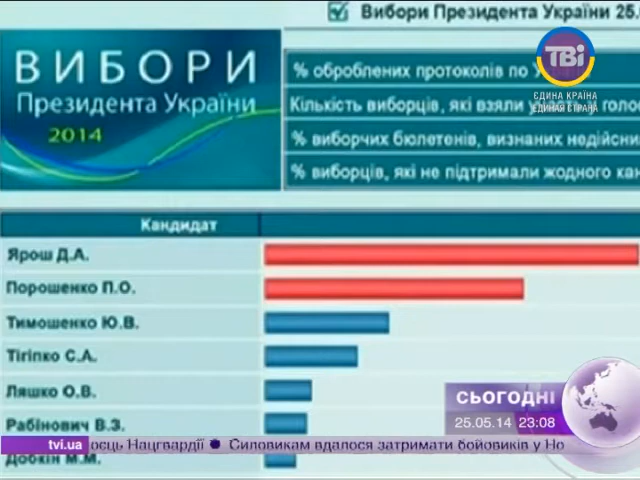 Вибори Президента України 25.
ВИБОРИ
Президента України
2014
% оброблених протоколів по
Кількість виборців, які взяли
% виборчих бюлетенів, визнаних недійсни
% виборців, які не підтримали жодного кан
ТВі
ЄДИНА КРАЇНА
ЕДИНАЯ СТРАНА
Кандидат
Ярош Д.А.
Порошенко П.О.
Тимошенко Ю.В.
Тігіпко С.А.
Ляшко О.В.
Рабінович В.З.
Добкін М.М.
СЬОГОДНІ
25.05.14 23:08
tvi.ua оєць Нацгвардії ✹ Силовикам вдалося затримати бойовиків у Но